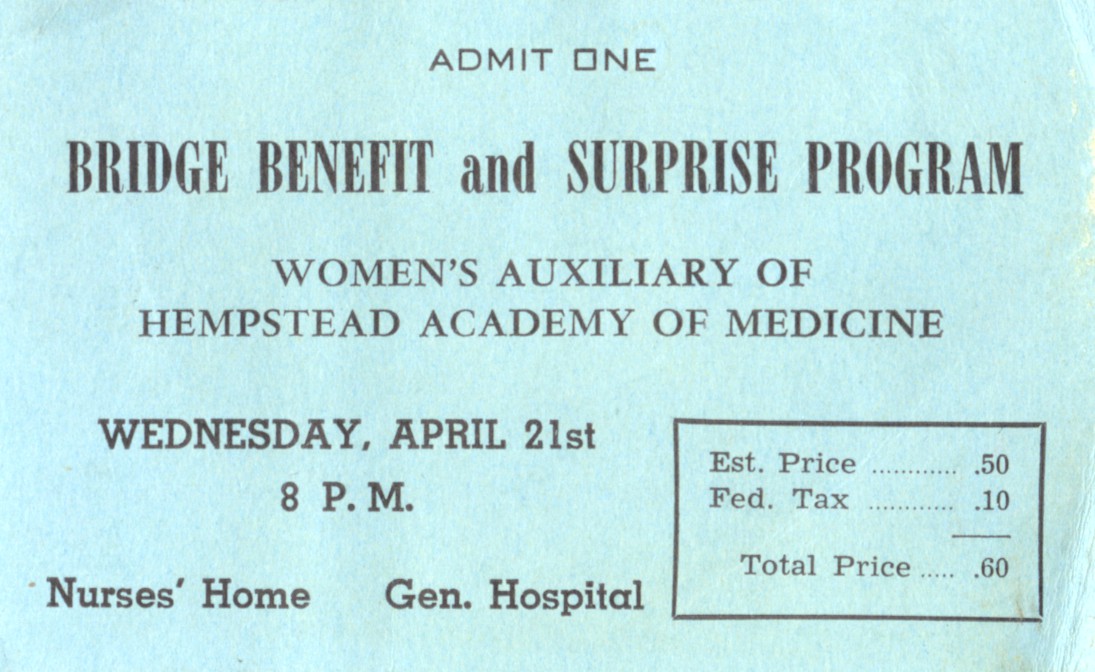 ADMIT ONE
BRIDGE BENEFIT and SURPRISE PROGRAM
WOMEN'S AUXILIARY OF
HEMPSTEAD ACADEMY OF MEDICINE
WEDNESDAY, APRIL 21st
8 P. M.
Nurses' Home Gen. Hospital
Est. Price ............ .50
Fed. Tax ............ .10
Total Price ..... .60